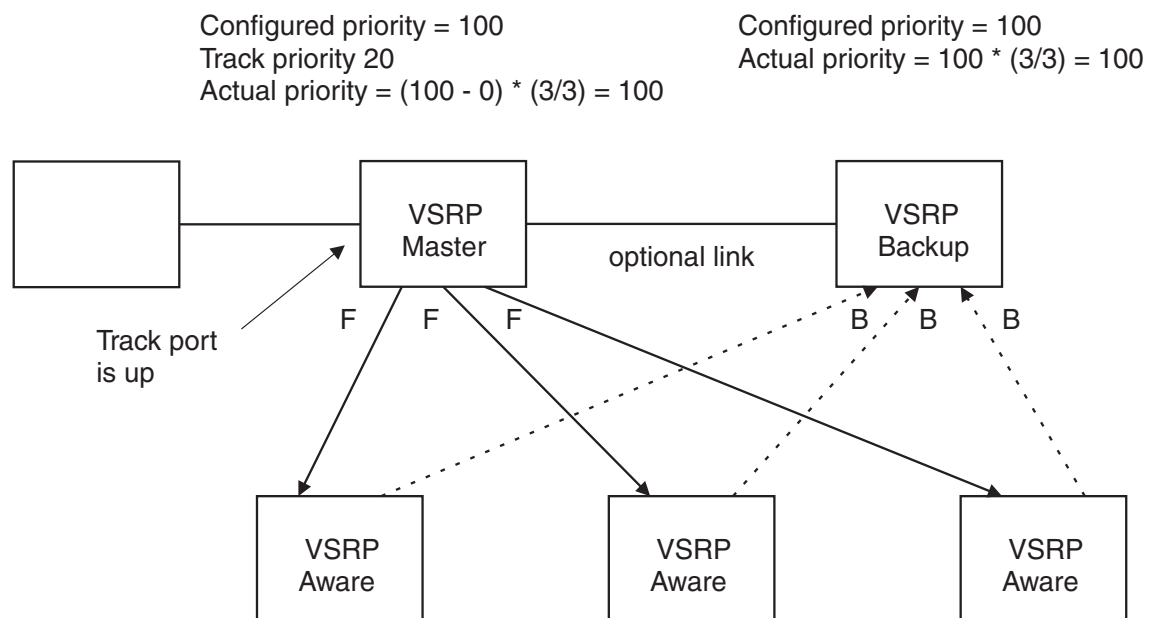 Configured priority = 100
Track priority 20
Actual priority = (100 - 0) * (3/3) = 100
Configured priority = 100
Actual priority = 100 * (3/3) = 100
VSRP
Master
optional link
VSRP
Backup
Track port
is up
F F F
B B B
VSRP
Aware
VSRP
Aware
VSRP
Aware